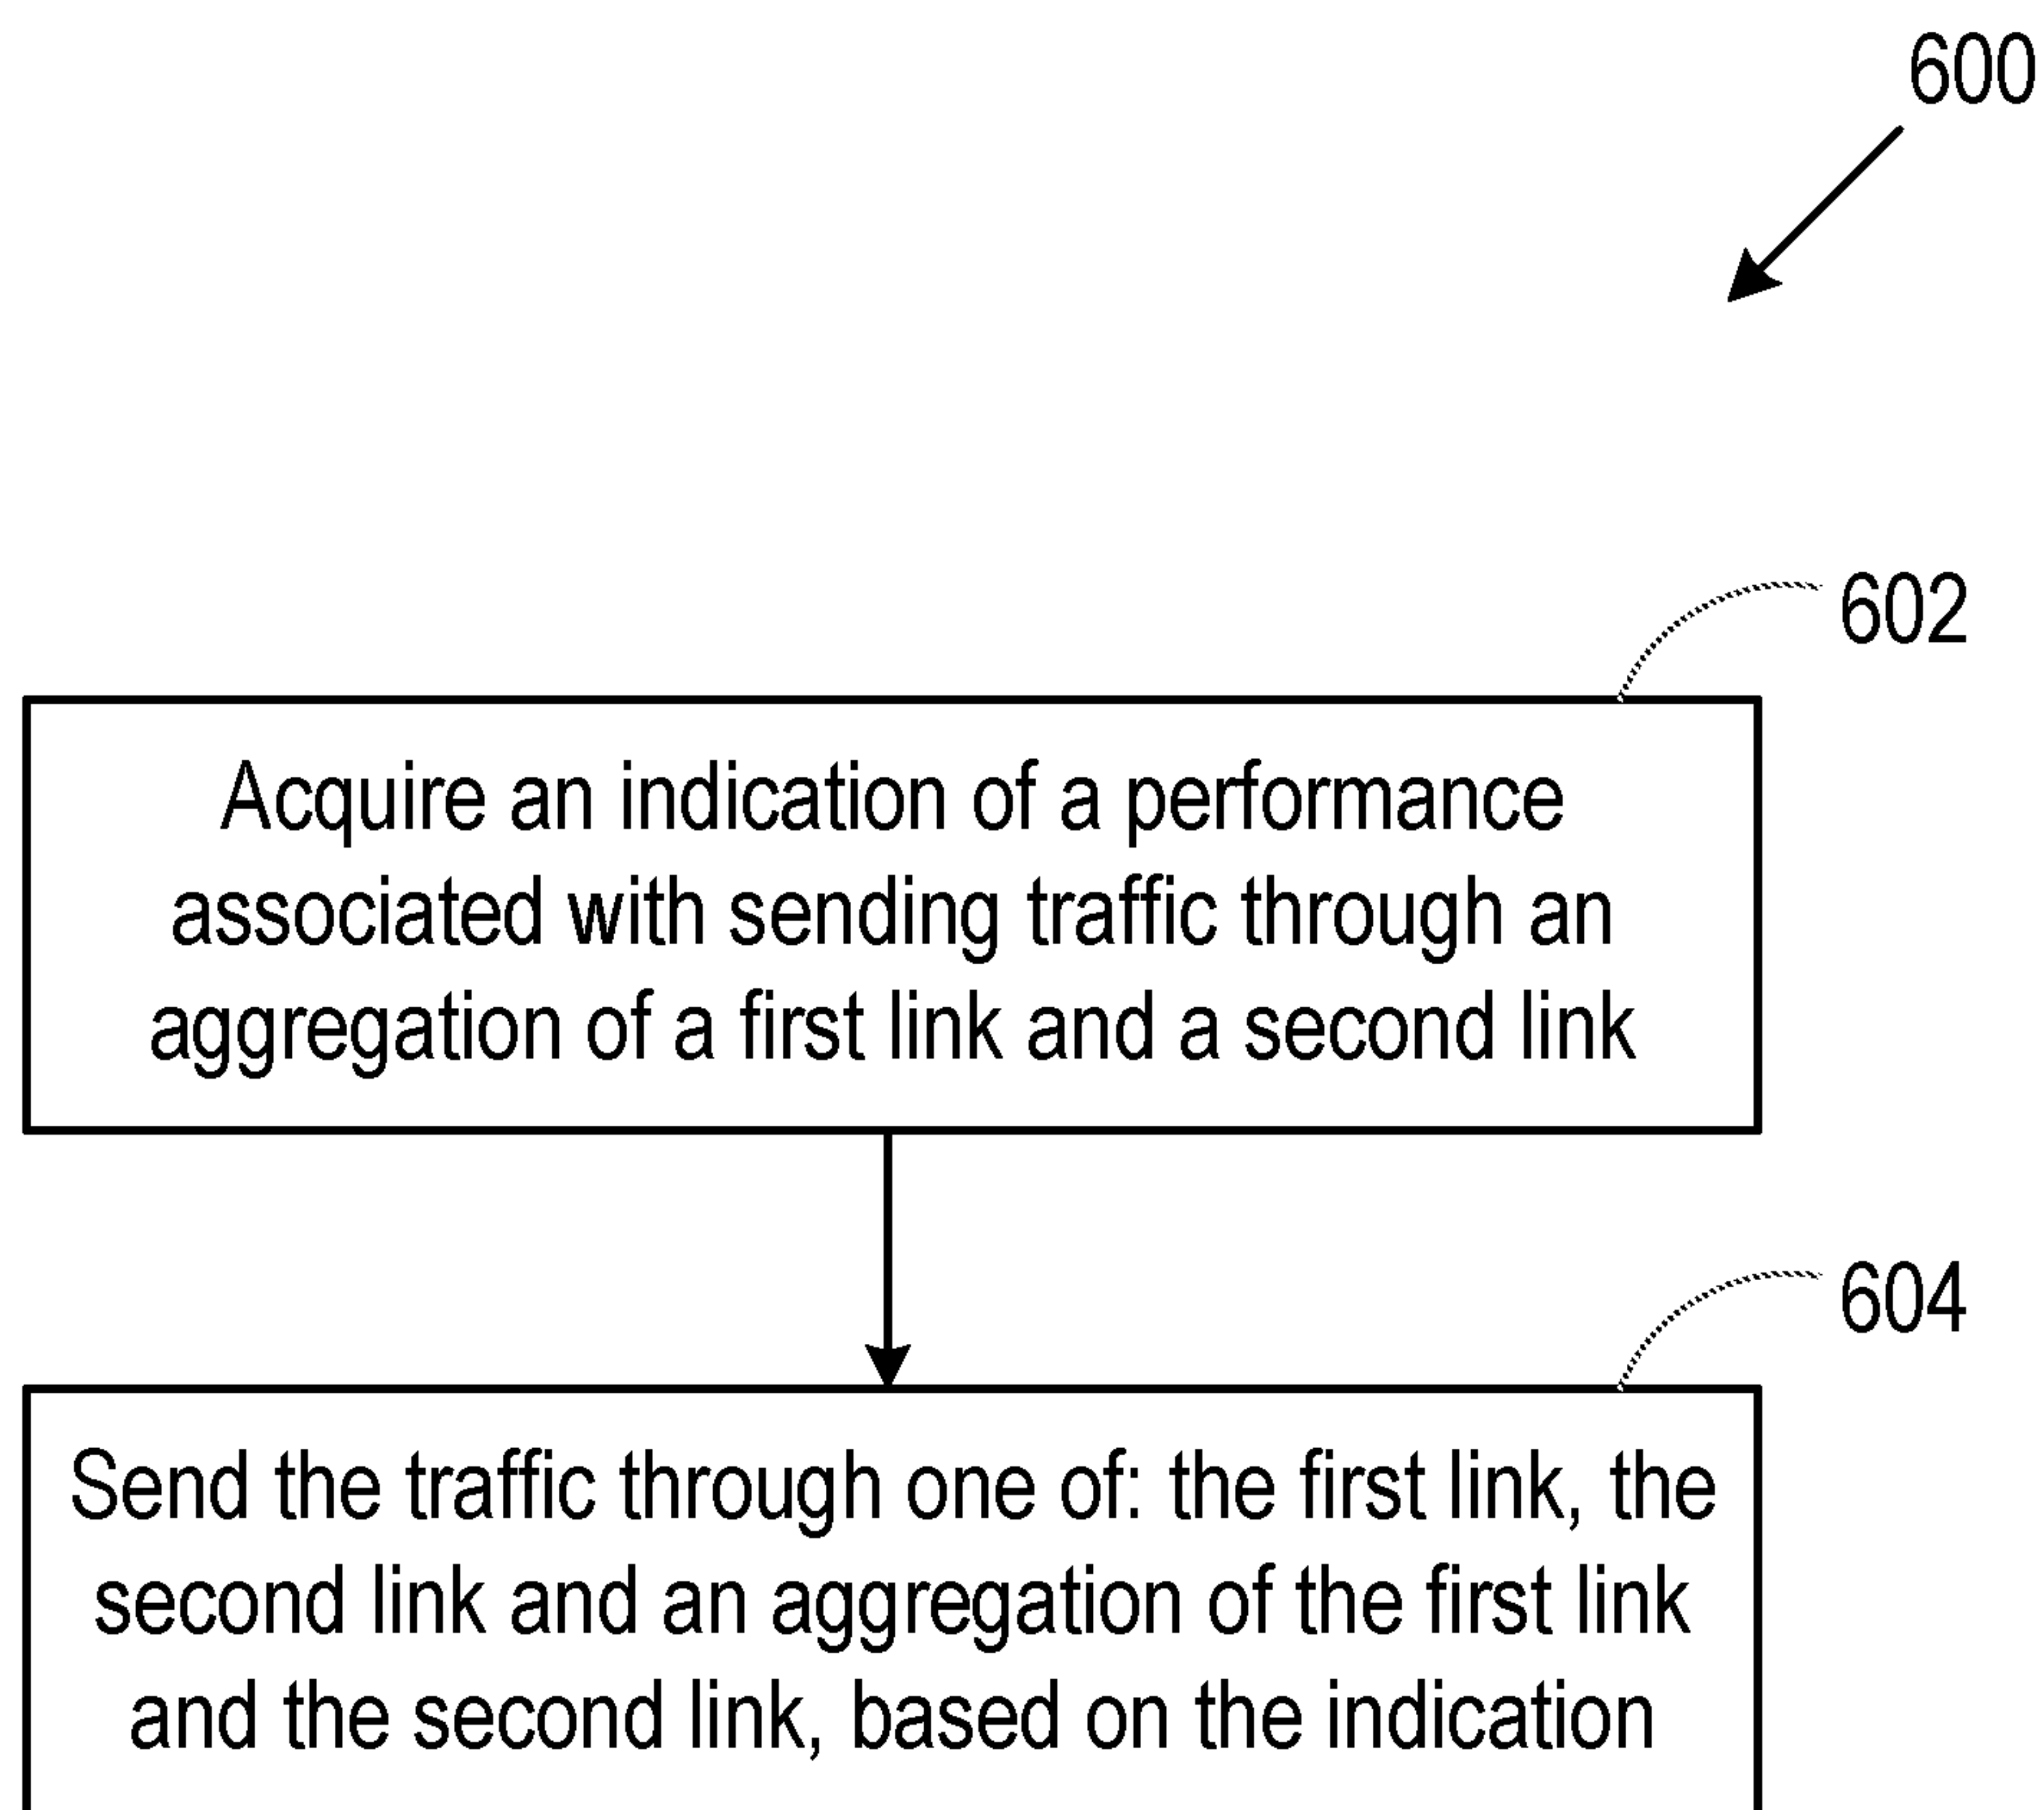 600
602
Acquire an indication of a performance
associated with sending traffic through an
aggregation of a first link and a second link
604
Send the traffic through one of: the first link, the
second link and an aggregation of the first link
and the second link, based on the indication